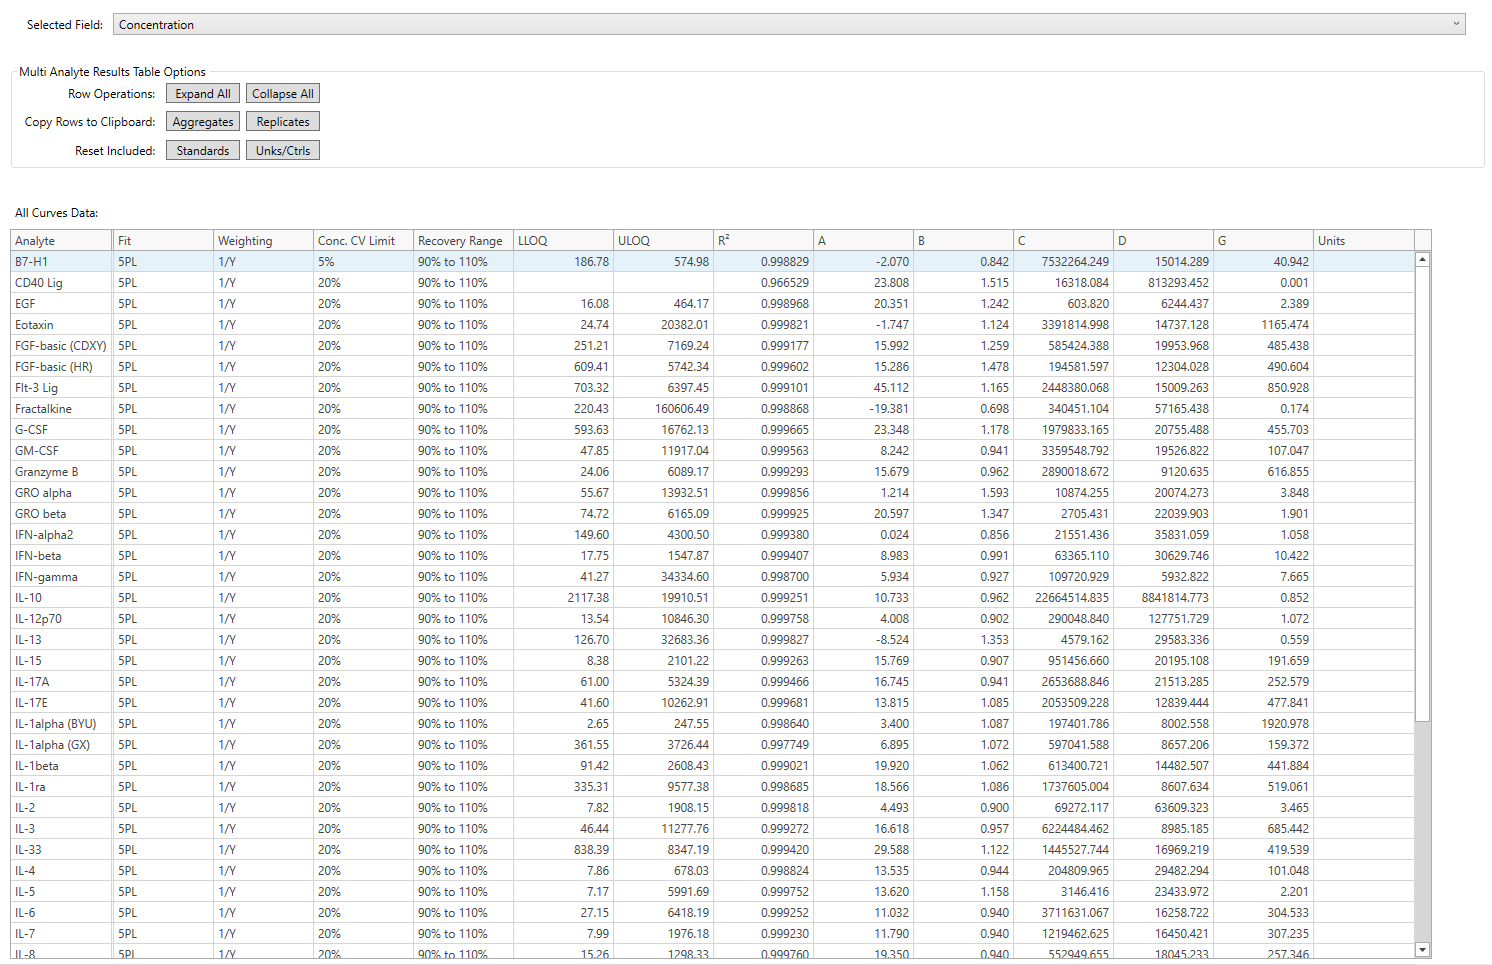 Selected Field: Concentration
Multi Analyte Results Table Options
Row Operations: Expand All Collapse All
Copy Rows to Clipboard: Aggregates Replicates
Reset Included: Standards Unks/Ctrls
All Curves Data:
Analyte Fit Weighting Conc. CV Limit Recovery Range LLOQ ULOQ R² A B C D G Units
B7-H1 5PL 1/Y 5% 90% to 110% 186.78 574.98 0.998829 -2.070 0.842 7532264.249 15014.289 40.942
CD40 Lig 5PL 1/Y 20% 90% to 110% 0.966529 23.808 1.515 16318.084 813293.452 0.001
EGF 5PL 1/Y 20% 90% to 110% 16.08 464.17 0.998968 20.351 1.242 603.820 6244.437 2.389
Eotaxin 5PL 1/Y 20% 90% to 110% 24.74 20382.01 0.999821 -1.747 1.124 3391814.998 14737.128 1165.474
FGF-basic (CDXY) 5PL 1/Y 20% 90% to 110% 251.21 7169.24 0.999177 15.992 1.259 585424.388 19953.968 485.438
FGF-basic (HR) 5PL 1/Y 20% 90% to 110% 609.41 5742.34 0.999602 15.286 1.478 194581.597 12304.028 490.604
Flt-3 Lig 5PL 1/Y 20% 90% to 110% 703.32 6397.45 0.999101 45.112 1.165 2448380.068 15009.263 850.928
Fractalkine 5PL 1/Y 20% 90% to 110% 220.43 160606.49 0.998868 -19.381 0.698 340451.104 57165.438 0.174
G-CSF 5PL 1/Y 20% 90% to 110% 593.63 16762.13 0.999665 23.348 1.178 1979833.165 20755.488 455.703
GM-CSF 5PL 1/Y 20% 90% to 110% 47.85 11917.04 0.999563 8.242 0.941 3359548.792 19526.822 107.047
Granzyme B 5PL 1/Y 20% 90% to 110% 24.06 6089.17 0.999293 15.679 0.962 2890018.672 9120.635 616.855
GRO alpha 5PL 1/Y 20% 90% to 110% 55.67 13932.51 0.999856 1.214 1.593 10874.255 20074.273 3.848
GRO beta 5PL 1/Y 20% 90% to 110% 74.72 6165.09 0.999925 20.597 1.347 2705.431 22039.903 1.901
IFN-alpha2 5PL 1/Y 20% 90% to 110% 149.60 4300.50 0.999380 0.024 0.856 21551.436 35831.059 1.058
IFN-beta 5PL 1/Y 20% 90% to 110% 17.75 1547.87 0.999407 8.983 0.991 63365.110 30629.746 10.422
IFN-gamma 5PL 1/Y 20% 90% to 110% 41.27 34334.60 0.998700 5.934 0.927 109720.929 5932.822 7.665
IL-10 5PL 1/Y 20% 90% to 110% 2117.38 19910.51 0.999251 10.733 0.962 22664514.835 8841814.773 0.852
IL-12p70 5PL 1/Y 20% 90% to 110% 13.54 10846.30 0.999758 4.008 0.902 290048.840 127751.729 1.072
IL-13 5PL 1/Y 20% 90% to 110% 126.70 32683.36 0.999827 -8.524 1.353 4579.162 29583.336 0.559
IL-15 5PL 1/Y 20% 90% to 110% 8.38 2101.22 0.999263 15.769 0.907 951456.660 20195.108 191.659
IL-17A 5PL 1/Y 20% 90% to 110% 61.00 5324.39 0.999466 16.745 0.941 2653688.846 21513.285 252.579
IL-17E 5PL 1/Y 20% 90% to 110% 41.60 10262.91 0.999681 13.815 1.085 2053509.228 12839.444 477.841
IL-1alpha (BYU) 5PL 1/Y 20% 90% to 110% 2.65 247.55 0.998640 3.400 1.087 197401.786 8002.558 1920.978
IL-1alpha (GX) 5PL 1/Y 20% 90% to 110% 361.55 3726.44 0.997749 6.895 1.072 597041.588 8657.206 159.372
IL-1beta 5PL 1/Y 20% 90% to 110% 91.42 2608.43 0.999021 19.920 1.062 613400.721 14482.507 441.884
IL-1ra 5PL 1/Y 20% 90% to 110% 335.31 9577.38 0.998685 18.566 1.086 1737605.004 8607.634 519.061
IL-2 5PL 1/Y 20% 90% to 110% 7.82 1908.15 0.999818 4.493 0.900 69272.117 63609.323 3.465
IL-3 5PL 1/Y 20% 90% to 110% 46.44 11277.76 0.999272 16.618 0.957 6224484.462 8985.185 685.442
IL-33 5PL 1/Y 20% 90% to 110% 838.39 8347.19 0.999420 29.588 1.122 1445527.744 16969.219 419.539
IL-4 5PL 1/Y 20% 90% to 110% 7.86 678.03 0.998824 13.535 0.944 204809.965 29482.294 101.048
IL-5 5PL 1/Y 20% 90% to 110% 7.17 5991.69 0.999752 13.620 1.158 3146.416 23433.972 2.201
IL-6 5PL 1/Y 20% 90% to 110% 27.15 6418.19 0.999252 11.032 0.940 3711631.067 16258.722 304.533
IL-7 5PL 1/Y 20% 90% to 110% 7.99 1976.18 0.999230 11.790 0.940 1219462.625 16450.421 307.235
IL-8 5PL 1/Y 20% 90% to 110% 15.26 1298.33 0.999760 19.350 0.940 552949.655 18045.233 257.346